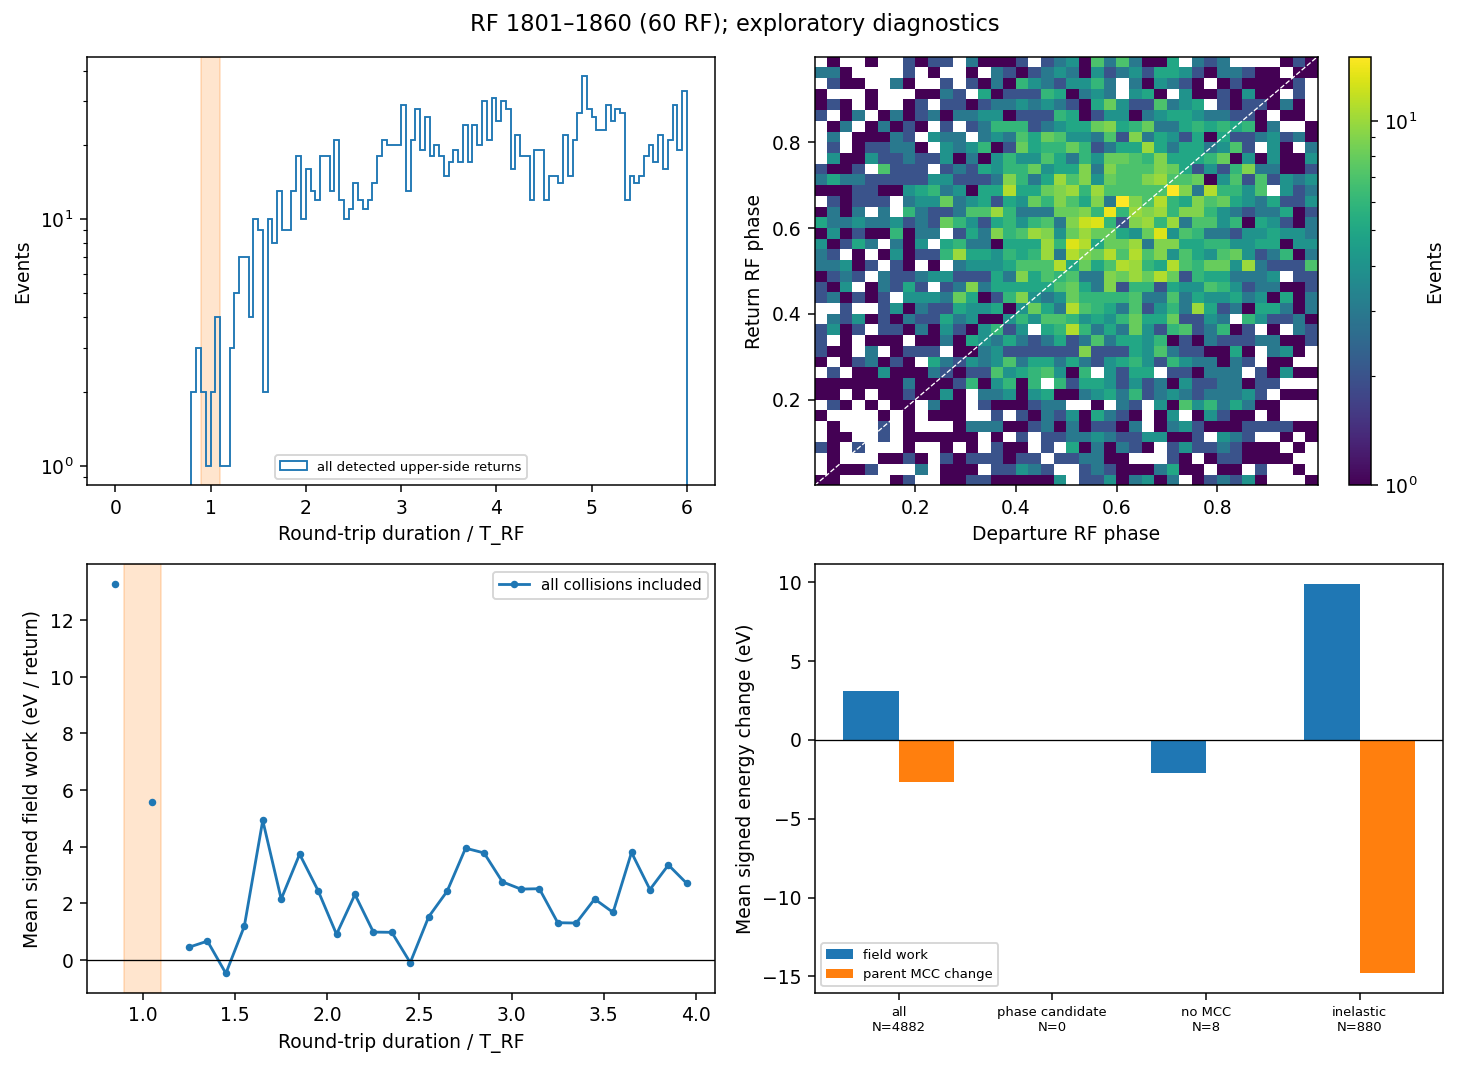 RF 1801–1860 (60 RF); exploratory diagnostics
Events
10¹
10⁰
all detected upper-side returns
0 1 2 3 4 5 6
Round-trip duration / T_RF
Return RF phase
0.8
0.6
0.4
0.2
0.2 0.4 0.6 0.8
Departure RF phase
10¹
10⁰
Events
Mean signed field work (eV / return)
12
10
8
6
4
2
0
all collisions included
1.0 1.5 2.0 2.5 3.0 3.5 4.0
Round-trip duration / T_RF
Mean signed energy change (eV)
10
5
0
−5
−10
−15
field work
parent MCC change
all phase candidate no MCC inelastic
N=4882 N=0 N=8 N=880